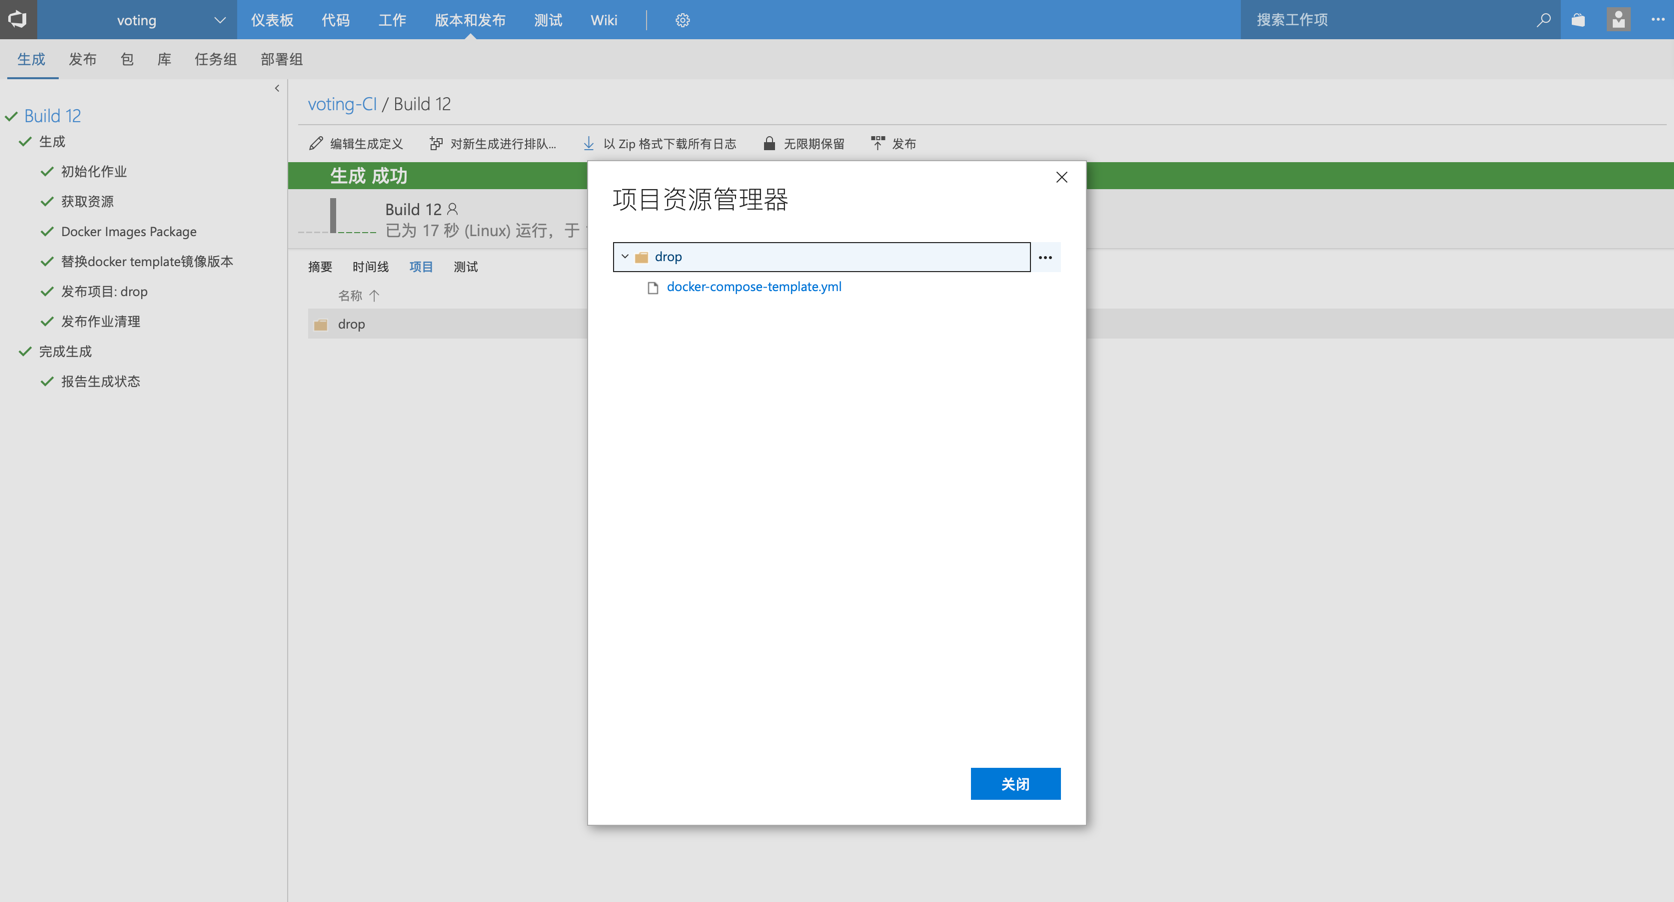 voting 仪表板 代码 工作 版本和发布 测试 Wiki 搜索工作项
生成 发布 包 库 任务组 部署组
Build 12
生成
初始化作业
获取资源
Docker Images Package
替换docker template镜像版本
发布项目: drop
发布作业清理
完成生成
报告生成状态
voting-CI / Build 12
编辑生成定义 对新生成进行排队... 以 Zip 格式下载所有日志 无限期保留 发布
生成 成功
Build 12
已为 17 秒 (Linux) 运行，于
摘要 时间线 项目 测试
名称
drop
项目资源管理器
drop
docker-compose-template.yml
关闭